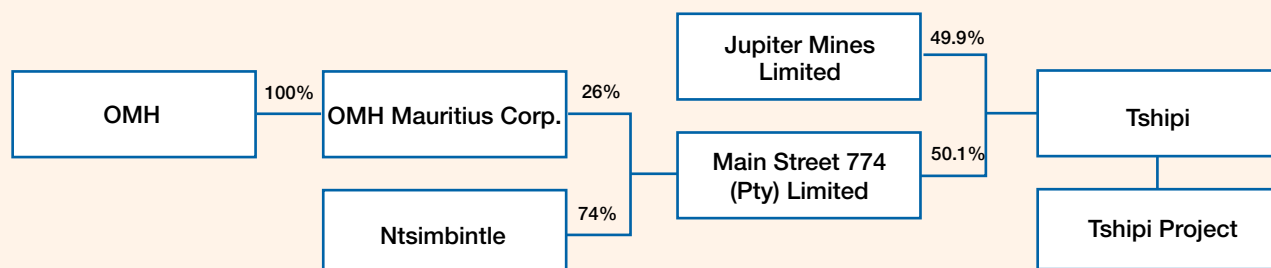 OMH
100%
OMH Mauritius Corp.
26%
Ntsimbintle
74%
Jupiter Mines
Limited
49.9%
Main Street 774
(Pty) Limited
50.1%
Tshipi
Tshipi Project